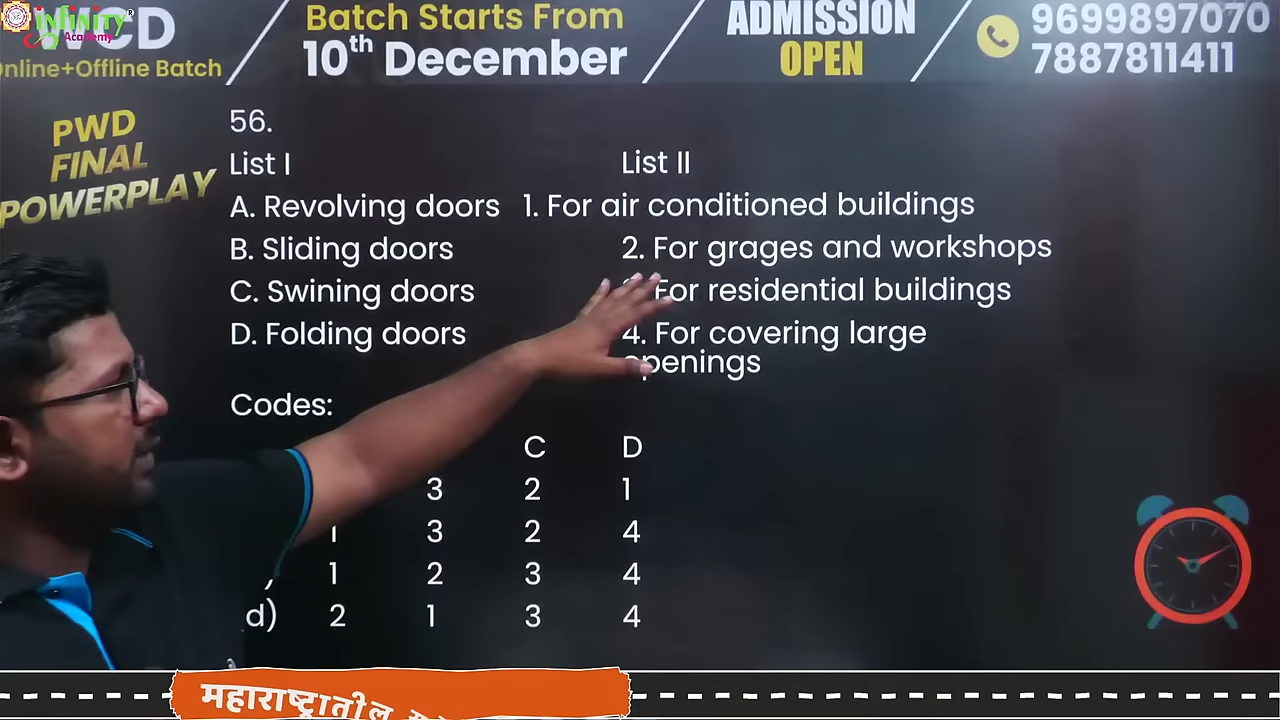 infinity
Academy
VCD
Online+Offline Batch
Batch Starts From
10th December
ADMISSION
OPEN
9699897070
7887811411
PWD
FINAL
POWERPLAY
56.
List I List II
A. Revolving doors 1. For air conditioned buildings
B. Sliding doors 2. For grages and workshops
C. Swining doors For residential buildings
D. Folding doors 4. For covering large
openings
Codes:
C D
3 2 1
1 3 2 4
1 2 3 4
d) 2 1 3 4
महाराष्ट्रातील